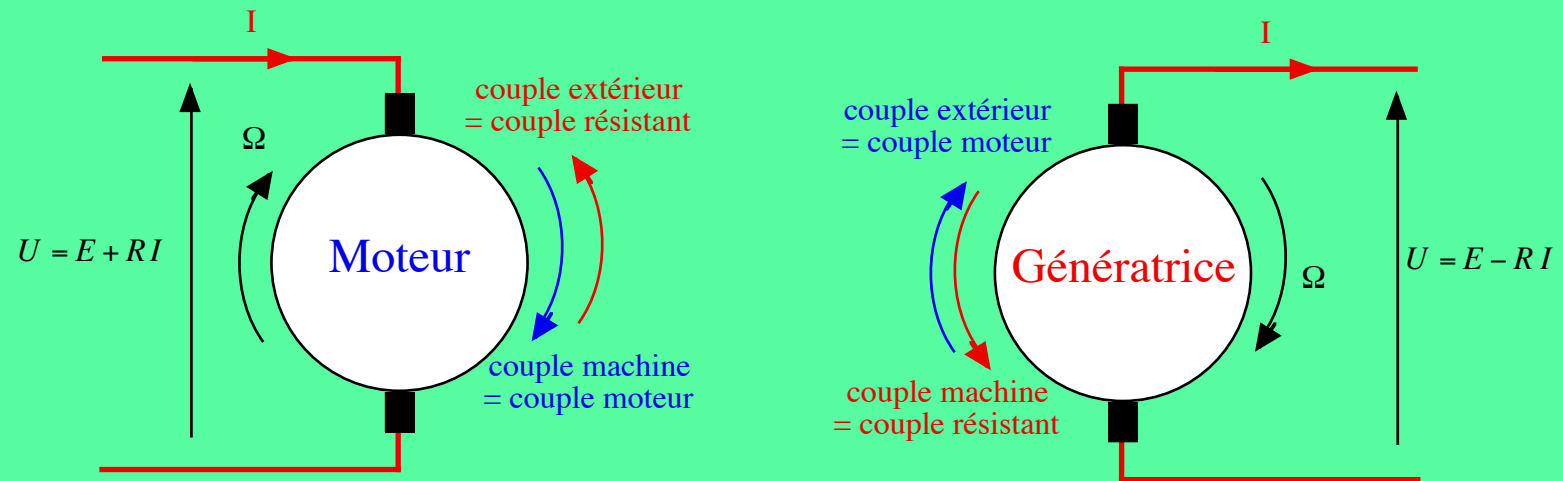 I
couple extérieur
= couple résistant
Ω
U = E + R I
Moteur
couple machine
= couple moteur
I
couple extérieur
= couple moteur
Génératrice
Ω
U = E − R I
couple machine
= couple résistant